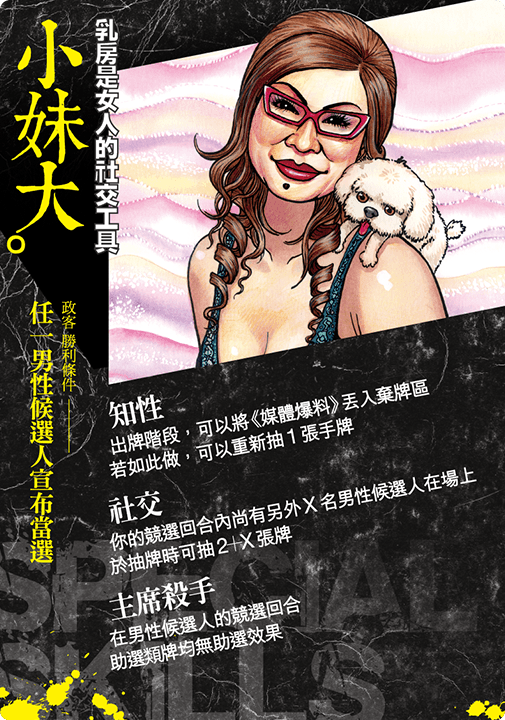 小妹大。
乳房是女人的社交工具
政客 勝利條件
任一男性候選人宣布當選
知性
出牌階段，可以將《媒體爆料》丟入棄牌區
若如此做，可以重新抽1張手牌
社交
你的競選回合內尚有另外X名男性候選人在場上
於抽牌時可抽2+X張牌
主席殺手
在男性候選人的競選回合
助選類牌均無助選效果
SPECIAL
SKILLS